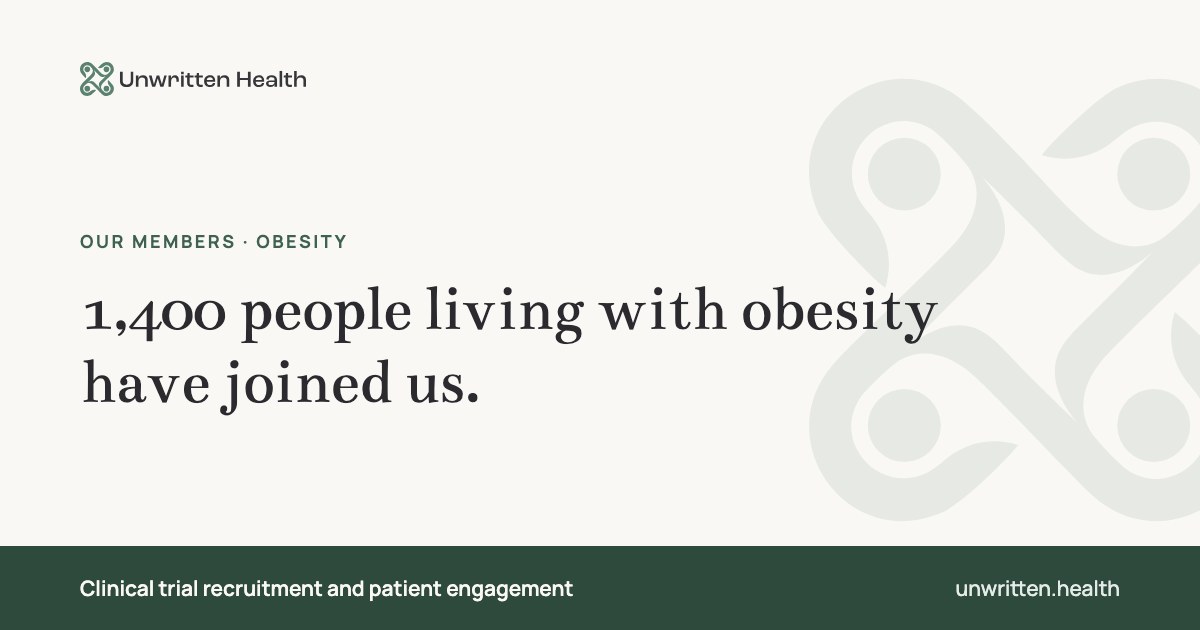 Unwritten Health
OUR MEMBERS · OBESITY
1,400 people living with obesity
have joined us.
Clinical trial recruitment and patient engagement
unwritten.health